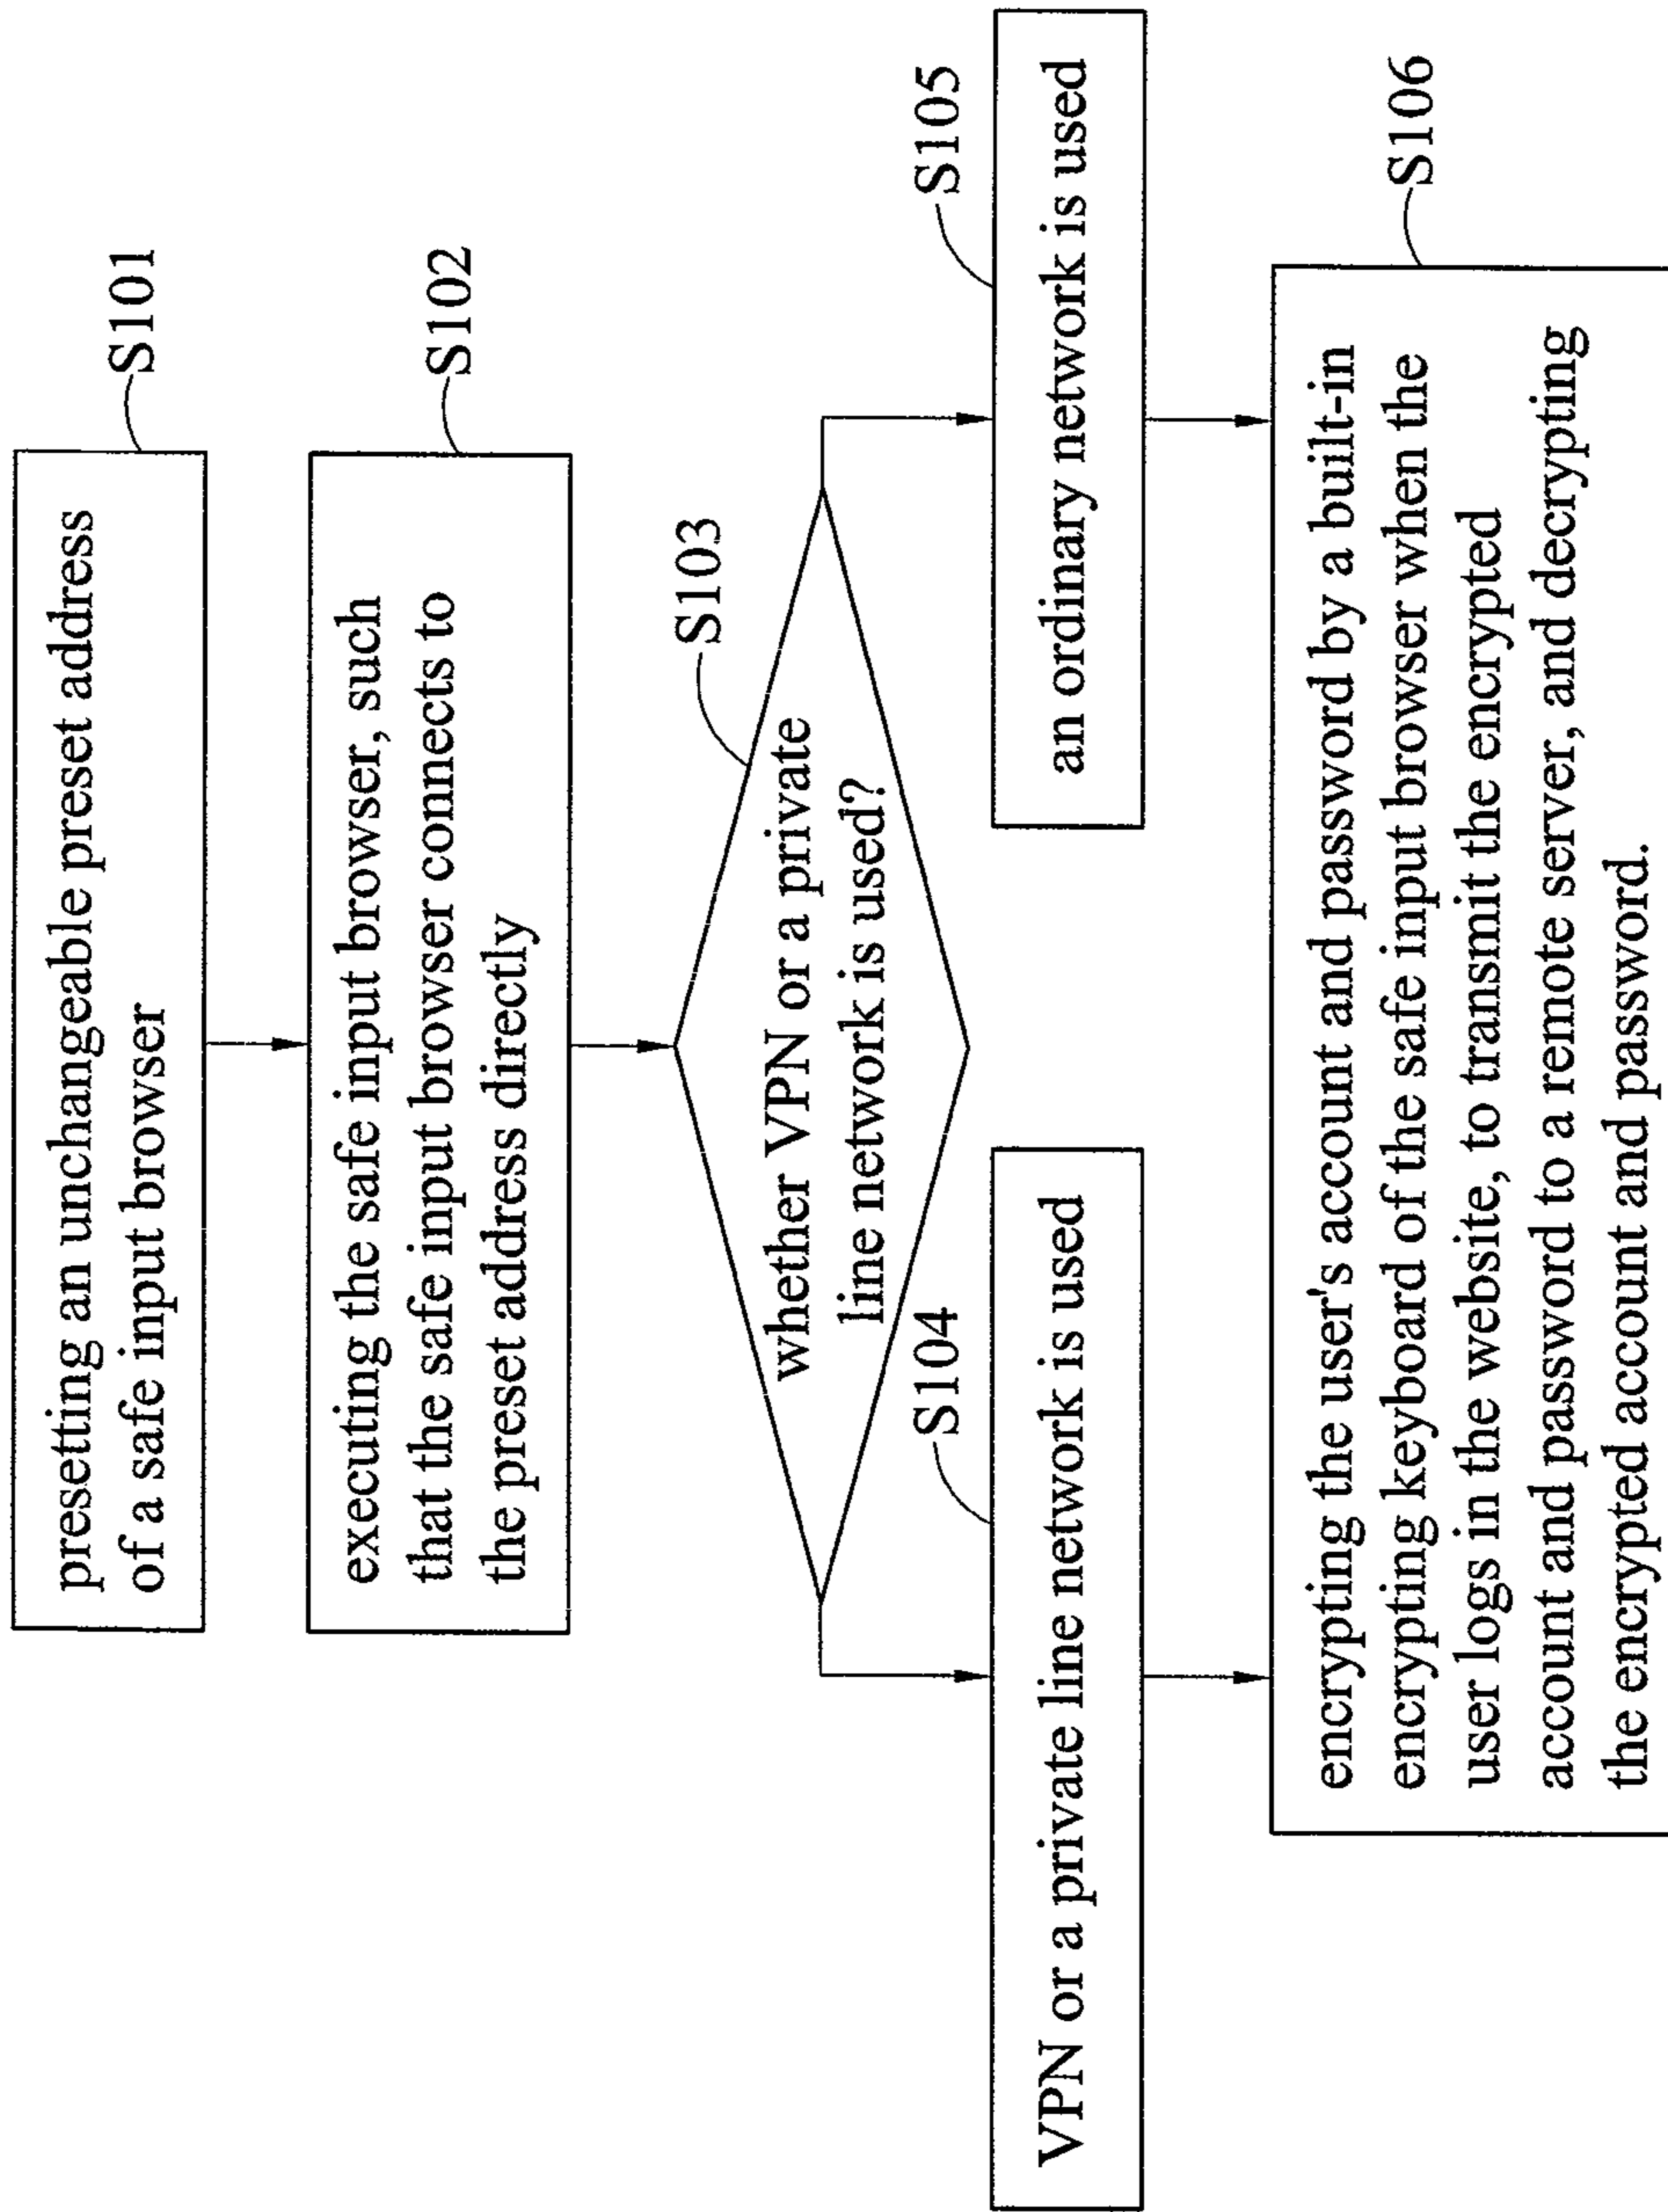 presetting an unchangeable preset address
of a safe input browser
S101
executing the safe input browser, such
that the safe input browser connects to
the preset address directly
S102
whether VPN or a private
line network is used?
S103
S104
VPN or a private line network is used
S105
an ordinary network is used
encrypting the user's account and password by a built-in
encrypting keyboard of the safe input browser when the
user logs in the website, to transmit the encrypted
account and password to a remote server, and decrypting
the encrypted account and password.
S106